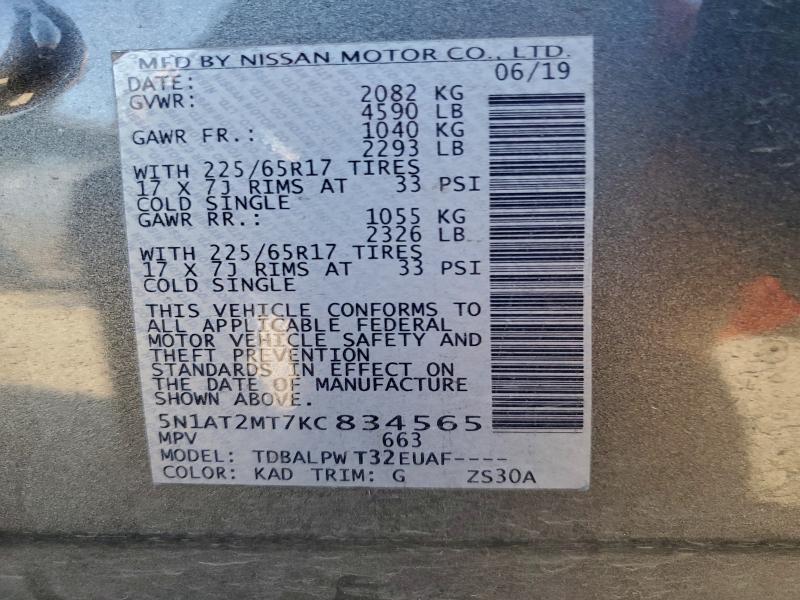 MFD BY NISSAN MOTOR CO., LTD.
DATE: 06/19
GVWR: 2082 KG
4590 LB
GAWR FR.: 1040 KG
2293 LB
WITH 225/65R17 TIRES
17 X 7J RIMS AT 33 PSI
COLD SINGLE
GAWR RR.: 1055 KG
2326 LB
WITH 225/65R17 TIRES
17 X 7J RIMS AT 33 PSI
COLD SINGLE
THIS VEHICLE CONFORMS TO
ALL APPLICABLE FEDERAL
MOTOR VEHICLE SAFETY AND
THEFT PREVENTION
STANDARDS IN EFFECT ON
THE DATE OF MANUFACTURE
SHOWN ABOVE.
5N1AT2MT7KC834565
MPV 663
MODEL: TDBALPW T32EUAF----
COLOR: KAD TRIM: G ZS30A